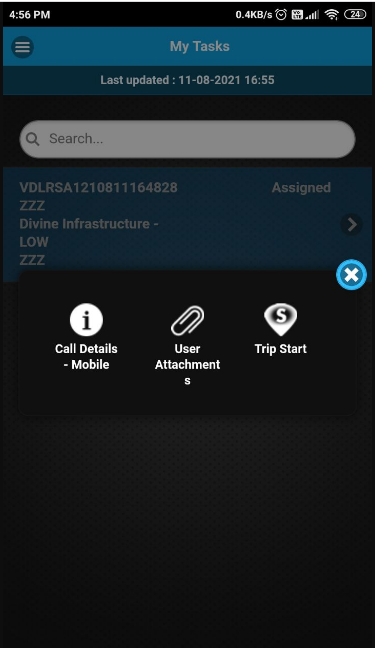 4:56 PM 0.4KB/s 24
My Tasks
Last updated : 11-08-2021 16:55
Search...
VDLRSA1210811164828 Assigned
ZZZ
Divine Infrastructure -
LOW
ZZZ
Call Details
- Mobile
User
Attachment
s
S
Trip Start